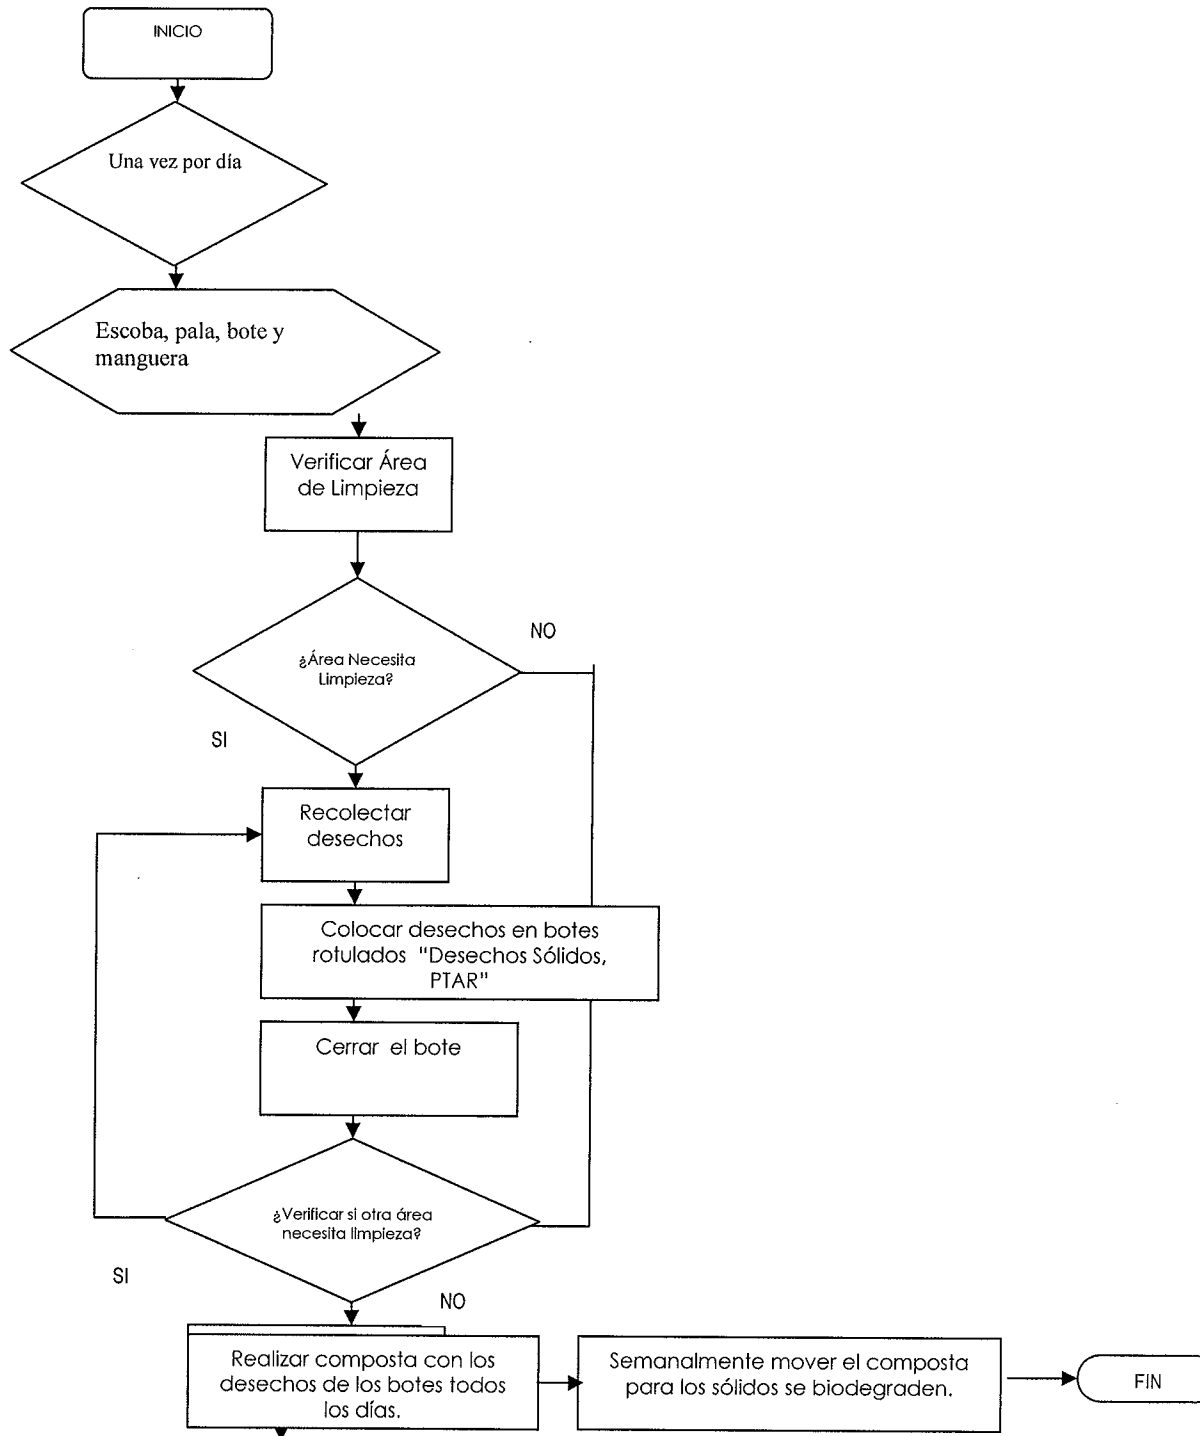 INICIO
Una vez por día
Escoba, pala, bote y
manguera
Verificar Área
de Limpieza
NO
¿Área Necesita
Limpieza?
SI
Recolectar
desechos
Colocar desechos en botes
rotulados "Desechos Sólidos,
PTAR"
Cerrar el bote
¿Verificar si otra área
necesita limpieza?
SI
NO
Realizar composta con los
desechos de los botes todos
los días.
Semanalmente mover el composta
para los sólidos se biodegraden.
FIN